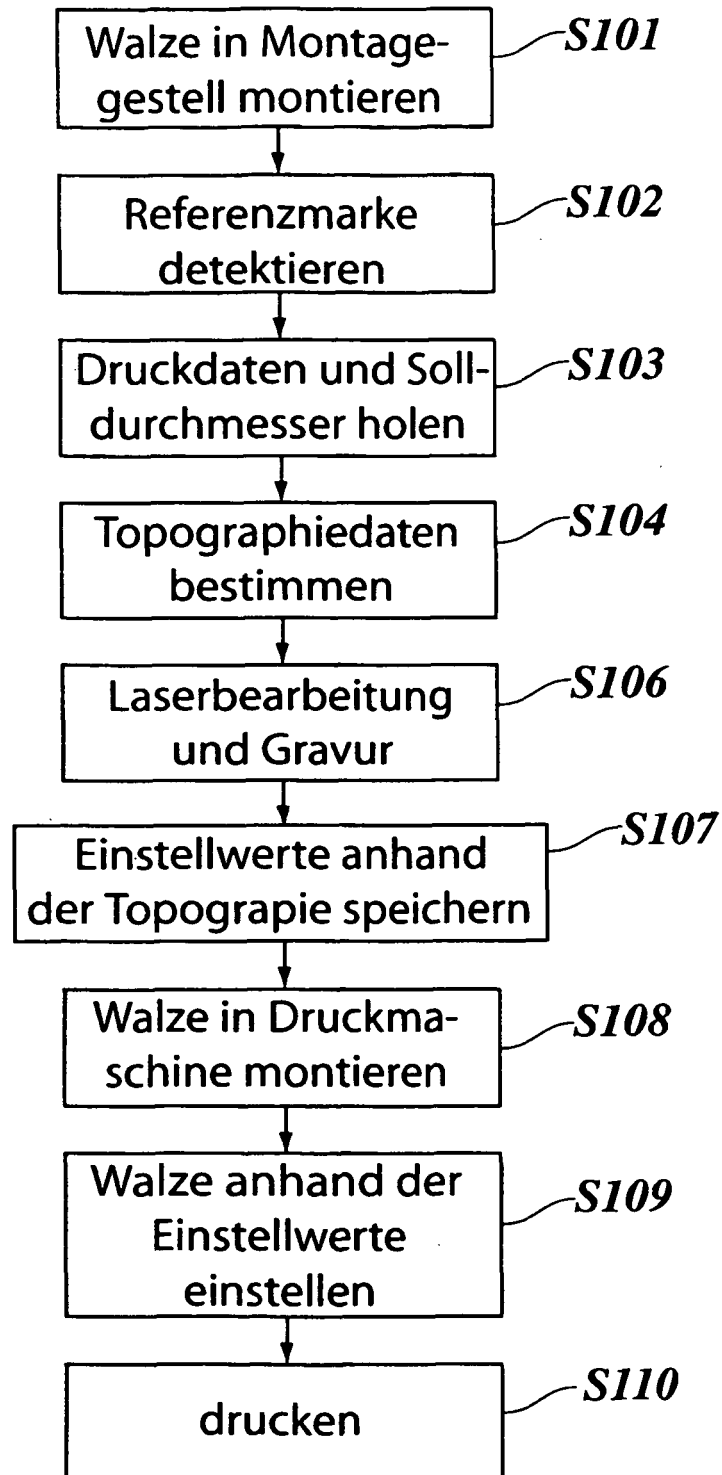 Walze in Montage-
gestell montieren
S101
Referenzmarke
detektieren
S102
Druckdaten und Soll-
durchmesser holen
S103
Topographiedaten
bestimmen
S104
Laserbearbeitung
und Gravur
S106
Einstellwerte anhand
der Topograpie speichern
S107
Walze in Druckma-
schine montieren
S108
Walze anhand der
Einstellwerte
einstellen
S109
drucken
S110